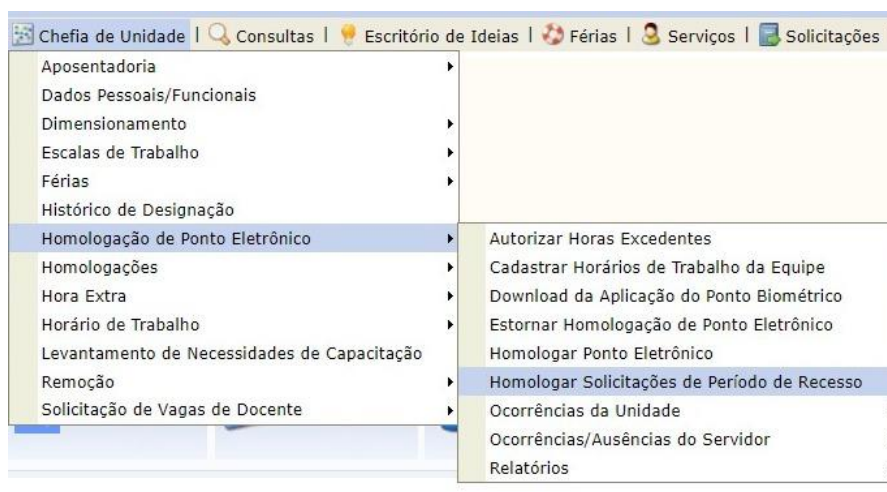 Chefia de Unidade | Consultas | Escritório de Ideias | Férias | Serviços | Solicitações
Aposentadoria
Dados Pessoais/Funcionais
Dimensionamento
Escalas de Trabalho
Férias
Histórico de Designação
Homologação de Ponto Eletrônico
Homologações
Hora Extra
Horário de Trabalho
Levantamento de Necessidades de Capacitação
Remoção
Solicitação de Vagas de Docente
Autorizar Horas Excedentes
Cadastrar Horários de Trabalho da Equipe
Download da Aplicação do Ponto Biométrico
Estornar Homologação de Ponto Eletrônico
Homologar Ponto Eletrônico
Homologar Solicitações de Período de Recesso
Ocorrências da Unidade
Ocorrências/Ausências do Servidor
Relatórios